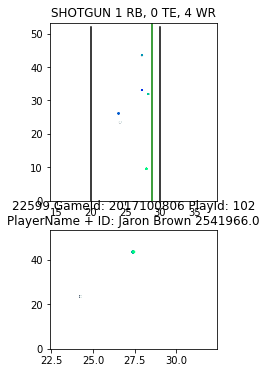 SHOTGUN 1 RB, 0 TE, 4 WR
50
40
30
20
10
0
15 20 25 30 35
22599 GameId: 2017100806 PlayId: 102
PlayerName + ID: Jaron Brown 2541966.0
40
20
0
22.5 25.0 27.5 30.0